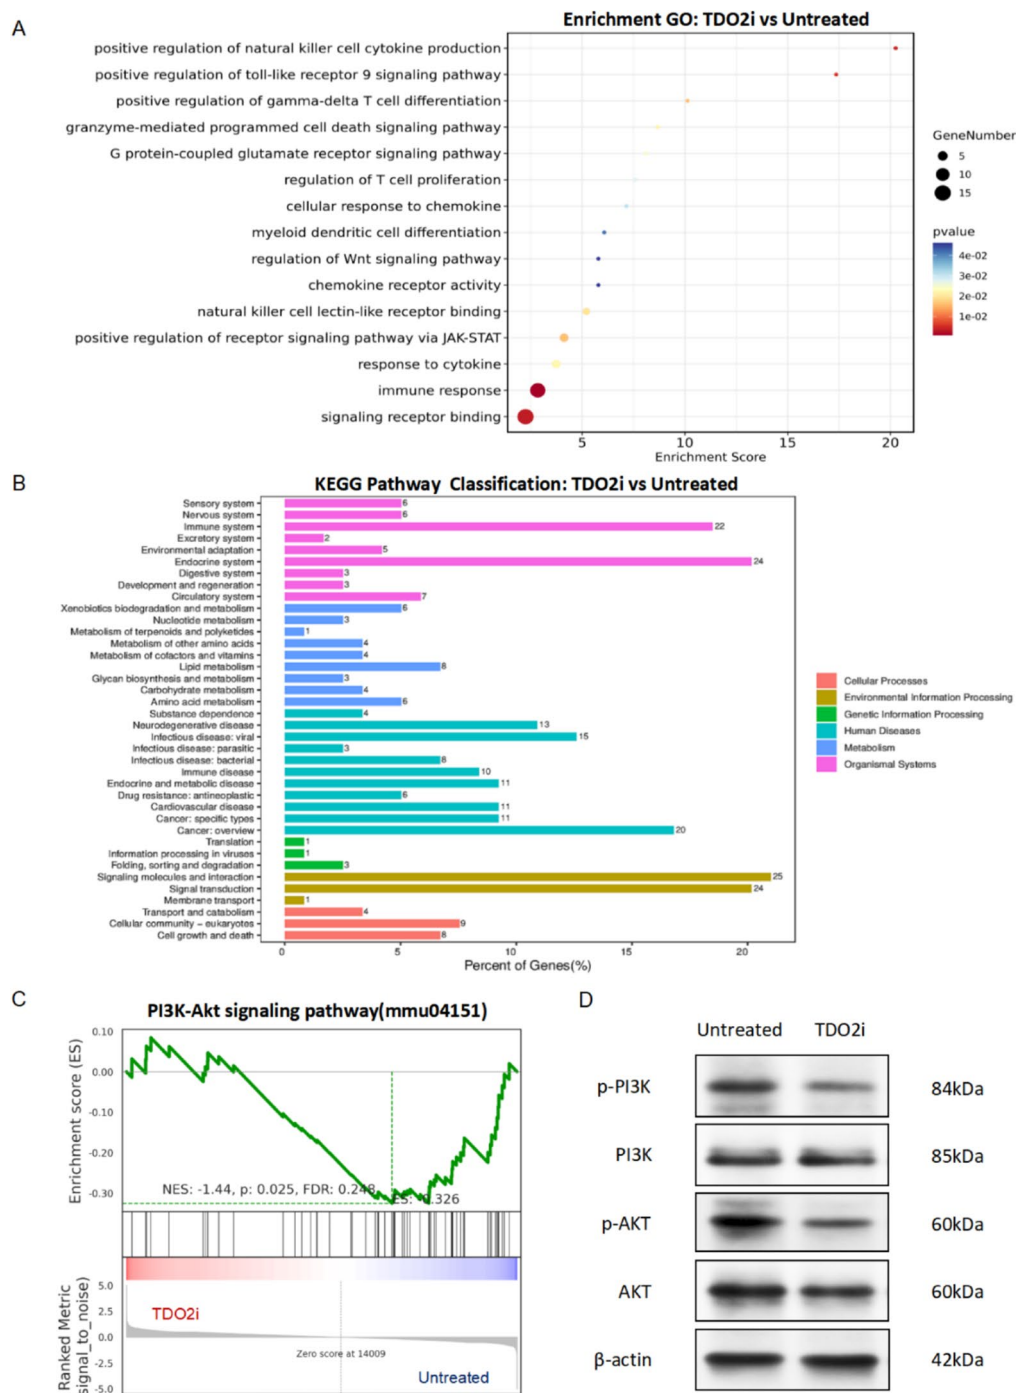 A
Enrichment GO: TDO2i vs Untreated
positive regulation of natural killer cell cytokine production
positive regulation of toll-like receptor 9 signaling pathway
positive regulation of gamma-delta T cell differentiation
granzyme-mediated programmed cell death signaling pathway
G protein-coupled glutamate receptor signaling pathway
regulation of T cell proliferation
cellular response to chemokine
myeloid dendritic cell differentiation
regulation of Wnt signaling pathway
chemokine receptor activity
natural killer cell lectin-like receptor binding
positive regulation of receptor signaling pathway via JAK-STAT
response to cytokine
immune response
signaling receptor binding
5 10 15 20
Enrichment Score
GeneNumber
5
10
15
pvalue
4e-02
3e-02
2e-02
1e-02
B
KEGG Pathway Classification: TDO2i vs Untreated
Sensory system 6
Nervous system 6
Immune system 22
Excretory system 2
Environmental adaptation 5
Endocrine system 24
Digestive system 3
Development and regeneration 3
Circulatory system 7
Xenobiotics biodegradation and metabolism 6
Nucleotide metabolism 3
Metabolism of terpenoids and polyketides 1
Metabolism of other amino acids 4
Metabolism of cofactors and vitamins 4
Lipid metabolism 8
Glycan biosynthesis and metabolism 3
Carbohydrate metabolism 4
Amino acid metabolism 6
Substance dependence 4
Neurodegenerative disease 13
Infectious disease: viral 15
Infectious disease: parasitic 3
Infectious disease: bacterial 8
Immune disease 10
Endocrine and metabolic disease 11
Drug resistance: antineoplastic 6
Cardiovascular disease 11
Cancer: specific types 11
Cancer: overview 20
Translation 1
Information processing in viruses 1
Folding, sorting and degradation 3
Signaling molecules and interaction 25
Signal transduction 24
Membrane transport 1
Transport and catabolism 4
Cellular community – eukaryotes 9
Cell growth and death 8
0 5 10 15 20
Percent of Genes(%)
Cellular Processes
Environmental Information Processing
Genetic Information Processing
Human Diseases
Metabolism
Organismal Systems
C
PI3K-Akt signaling pathway(mmu04151)
Enrichment score (ES)
0.10
0.00
-0.10
-0.20
-0.30
NES: -1.44, p: 0.025, FDR: 0.248
ES: -0.326
Ranked Metric
signal_to_noise)
5.0
2.5
0.0
-2.5
-5.0
TDO2i
Zero score at 14009
Untreated
D
Untreated TDO2i
p-PI3K 84kDa
PI3K 85kDa
p-AKT 60kDa
AKT 60kDa
β-actin 42kDa